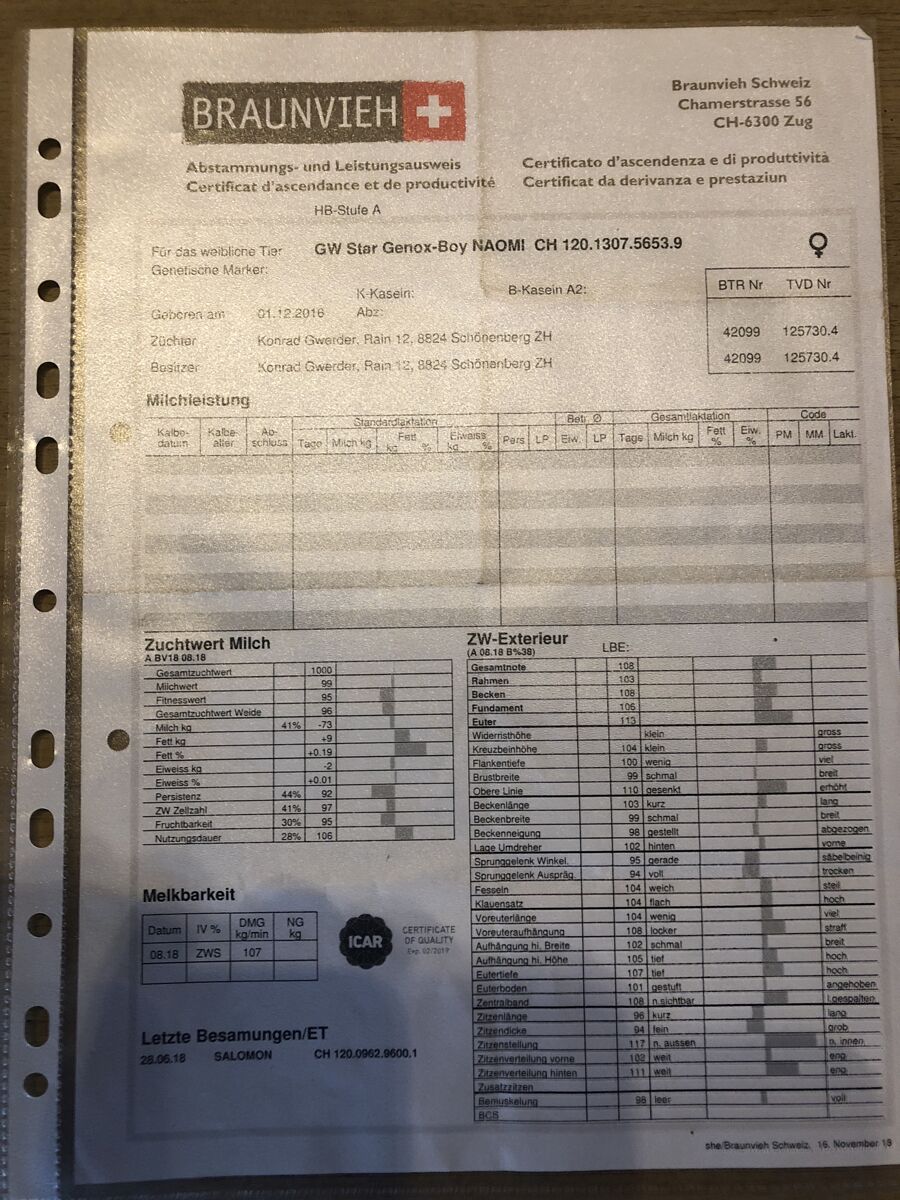 BRAUNVIEH
Braunvieh Schweiz
Chamerstrasse 56
CH-6300 Zug
Abstammungs- und Leistungsausweis
Certificat d'ascendance et de productivité
Certificato d'ascendenza e di produttività
Certificat da derivanza e prestaziun
HB-Stufe A
Für das weibliche Tier GW Star Genox-Boy NAOMI CH 120.1307.5653.9 ♀
Genetische Marker:
K-Kasein: B-Kasein A2:
Geboren am 01.12.2016 Abz:
BTR Nr TVD Nr
Züchter Konrad Gwerder, Rain 12, 8824 Schönenberg ZH 42099 125730.4
Besitzer Konrad Gwerder, Rain 12, 8824 Schönenberg ZH 42099 125730.4
Milchleistung
Standardlaktation Betr. Ø Gesamtlaktation Code
Kalbe-datum Kalbe-alter Ab-schluss Tage Milch kg Fett kg % Eiweiss kg % Pers LP Eiw. LP Tage Milch kg Fett % Eiw. % PM MM Lakt.
Zuchtwert Milch
A BV18 08.18
Gesamtzuchtwert 1000
Milchwert 99
Fitnesswert 95
Gesamtzuchtwert Weide 96
Milch kg 41% -73
Fett kg +9
Fett % +0.19
Eiweiss kg -2
Eiweiss % +0.01
Persistenz 44% 92
ZW Zellzahl 41% 97
Fruchtbarkeit 30% 95
Nutzungsdauer 28% 106
ZW-Exterieur
(A 08.18 B%38) LBE:
Gesamtnote 108
Rahmen 103
Becken 108
Fundament 106
Euter 113
Widerristhöhe klein gross
Kreuzbeinhöhe 104 klein gross
Flankentiefe 100 wenig viel
Brustbreite 99 schmal breit
Obere Linie 110 gesenkt erhöht
Beckenlänge 103 kurz lang
Beckenbreite 99 schmal breit
Beckenneigung 98 gestellt abgezogen
Lage Umdreher 102 hinten vorne
Sprunggelenk Winkel. 95 gerade säbelbeinig
Sprunggelenk Auspräg. 94 voll trocken
Fesseln 104 weich steil
Klauensatz 104 flach hoch
Voreuterlänge 104 wenig viel
Voreuteraufhängung 108 locker straff
Aufhängung hi. Breite 102 schmal breit
Aufhängung hi. Höhe 105 tief hoch
Eutertiefe 107 tief hoch
Euterboden 101 gestuft angehoben
Zentralband 108 n.sichtbar l.gespalten
Zitzenlänge 96 kurz lang
Zitzendicke 94 fein grob
Zitzenstellung 117 n. aussen n. innen
Zitzenverteilung vorne 102 weit eng
Zitzenverteilung hinten 111 weit eng
Zusatzzitzen
Bemuskelung 98 leer voll
BCS
Melkbarkeit
Datum IV % DMG kg/min NG kg
08.18 ZWS 107
ICAR
CERTIFICATE
OF QUALITY
Exp. 02/2019
Letzte Besamungen/ET
28.06.18 SALOMON CH 120.0962.9600.1
she/Braunvieh Schweiz, 16. November 18